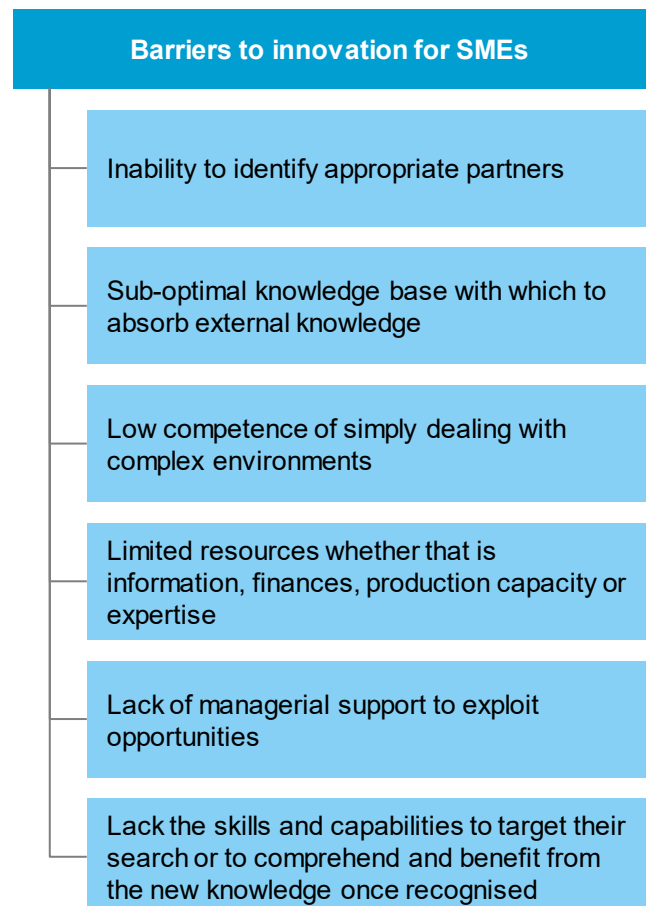 Barriers to innovation for SMEs
Inability to identify appropriate partners
Sub-optimal knowledge base with which to
absorb external knowledge
Low competence of simply dealing with
complex environments
Limited resources whether that is
information, finances, production capacity or
expertise
Lack of managerial support to exploit
opportunities
Lack the skills and capabilities to target their
search or to comprehend and benefit from
the new knowledge once recognised